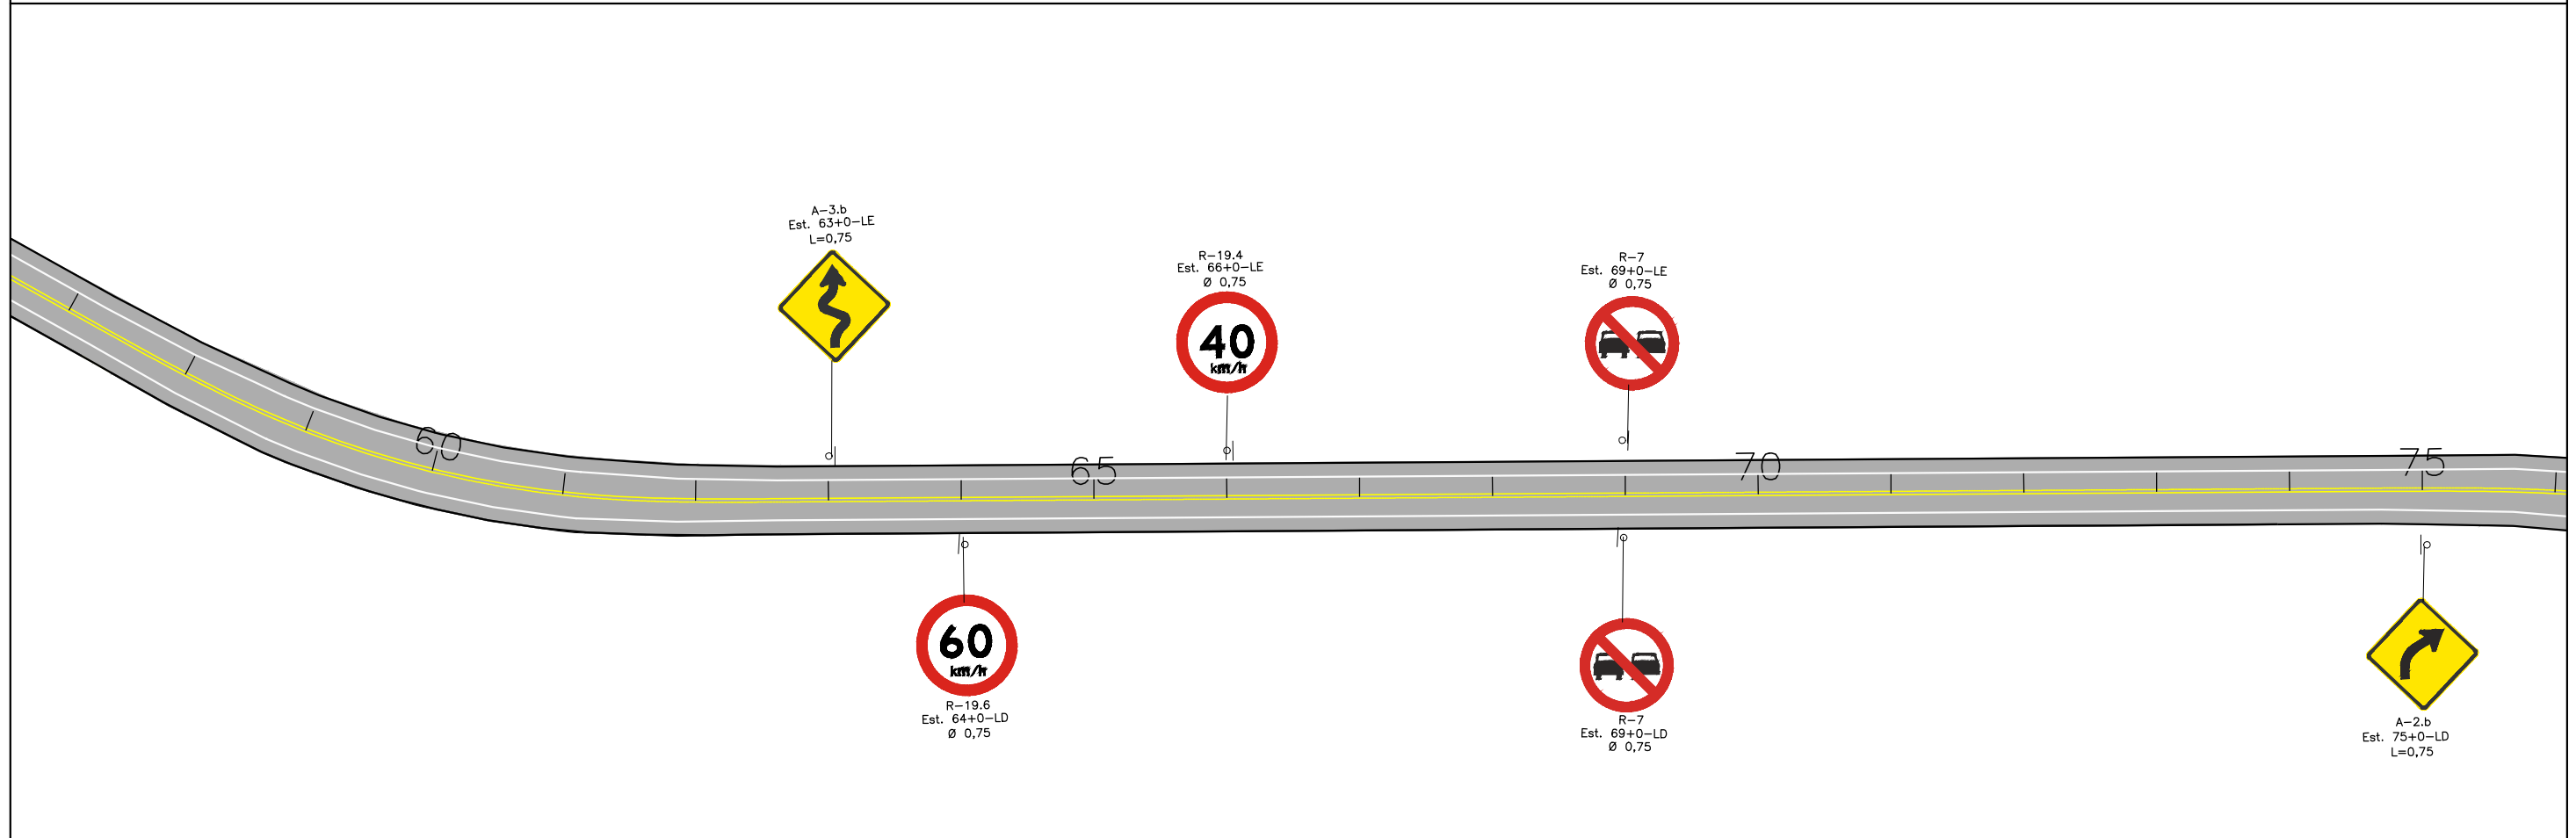 A-3.b
Est. 63+0-LE
L=0,75
R-19.4
Est. 66+0-LE
Ø 0,75
40
km/h
R-7
Est. 69+0-LE
Ø 0,75
60
65
70
75
60
km/h
R-19.6
Est. 64+0-LD
Ø 0,75
R-7
Est. 69+0-LD
Ø 0,75
A-2.b
Est. 75+0-LD
L=0,75